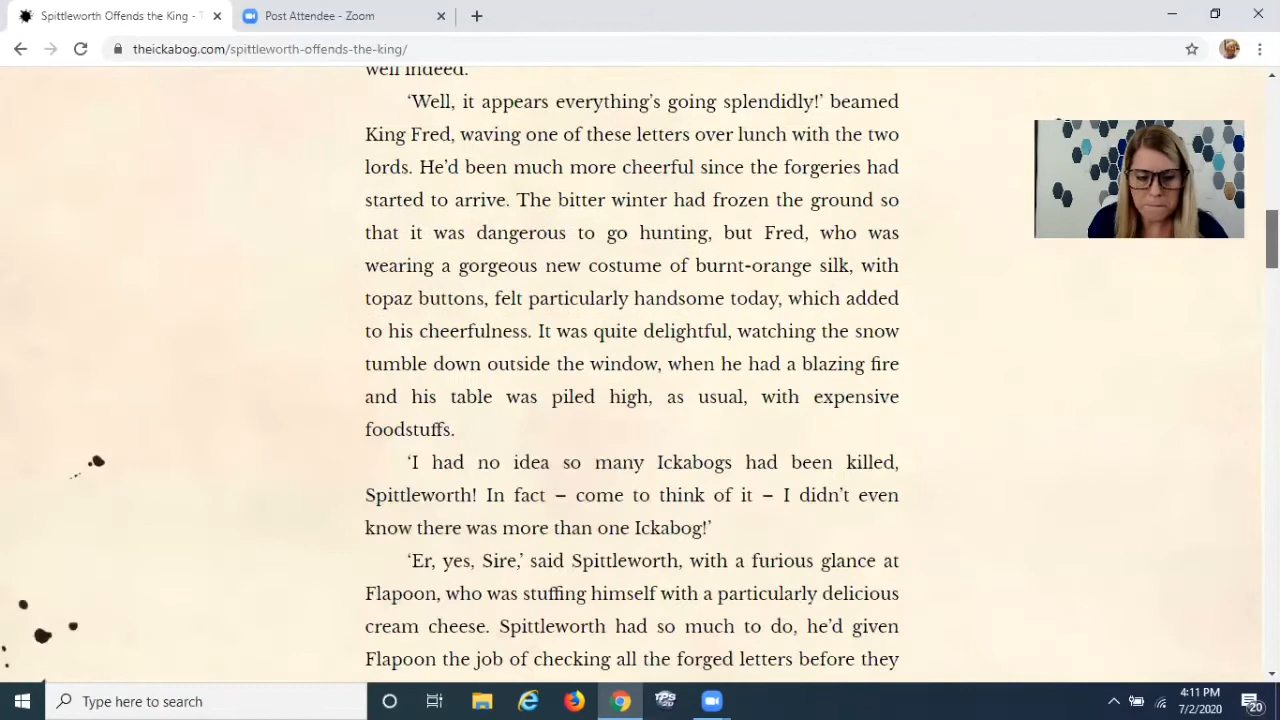 Spittleworth Offends the King - T
Post Attendee - Zoom
theickabog.com/spittleworth-offends-the-king/
well indeed.
‘Well, it appears everything’s going splendidly!’ beamed
King Fred, waving one of these letters over lunch with the two
lords. He’d been much more cheerful since the forgeries had
started to arrive. The bitter winter had frozen the ground so
that it was dangerous to go hunting, but Fred, who was
wearing a gorgeous new costume of burnt-orange silk, with
topaz buttons, felt particularly handsome today, which added
to his cheerfulness. It was quite delightful, watching the snow
tumble down outside the window, when he had a blazing fire
and his table was piled high, as usual, with expensive
foodstuffs.
‘I had no idea so many Ickabogs had been killed,
Spittleworth! In fact – come to think of it – I didn’t even
know there was more than one Ickabog!’
‘Er, yes, Sire,’ said Spittleworth, with a furious glance at
Flapoon, who was stuffing himself with a particularly delicious
cream cheese. Spittleworth had so much to do, he’d given
Flapoon the job of checking all the forged letters before they
Type here to search
TPS
4:11 PM
7/2/2020
20